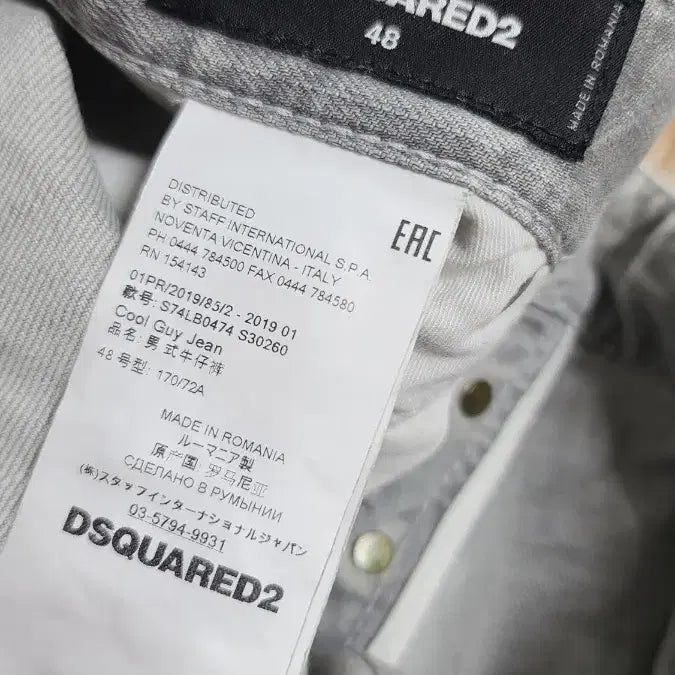 DSQUARED2
48
MADE IN ROMANIA
DISTRIBUTED
BY STAFF INTERNATIONAL S.P.A.
NOVENTA VICENTINA - ITALY
PH 0444 784500 FAX 0444 784580
RN 154143
EAC
01PR/2019/85/2 - 2019 01
款号: S74LB0474 S30260
Cool Guy Jean
品名: 男式牛仔裤
48 号型: 170/72A
MADE IN ROMANIA
ルーマニア製
原产国: 罗马尼亚
СДЕЛАНО В РУМЫНИИ
(株)スタッフインターナショナルジャパン
03-5794-9931
DSQUARED2